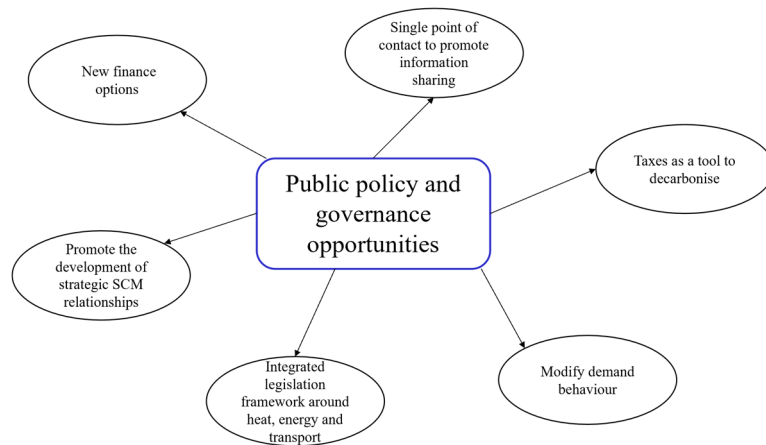 Single point of
contact to promote
information
sharing
New finance
options
Taxes as a tool to
decarbonise
Public policy and
governance
opportunities
Promote the
development of
strategic SCM
relationships
Integrated
legislation
framework around
heat, energy and
transport
Modify demand
behaviour